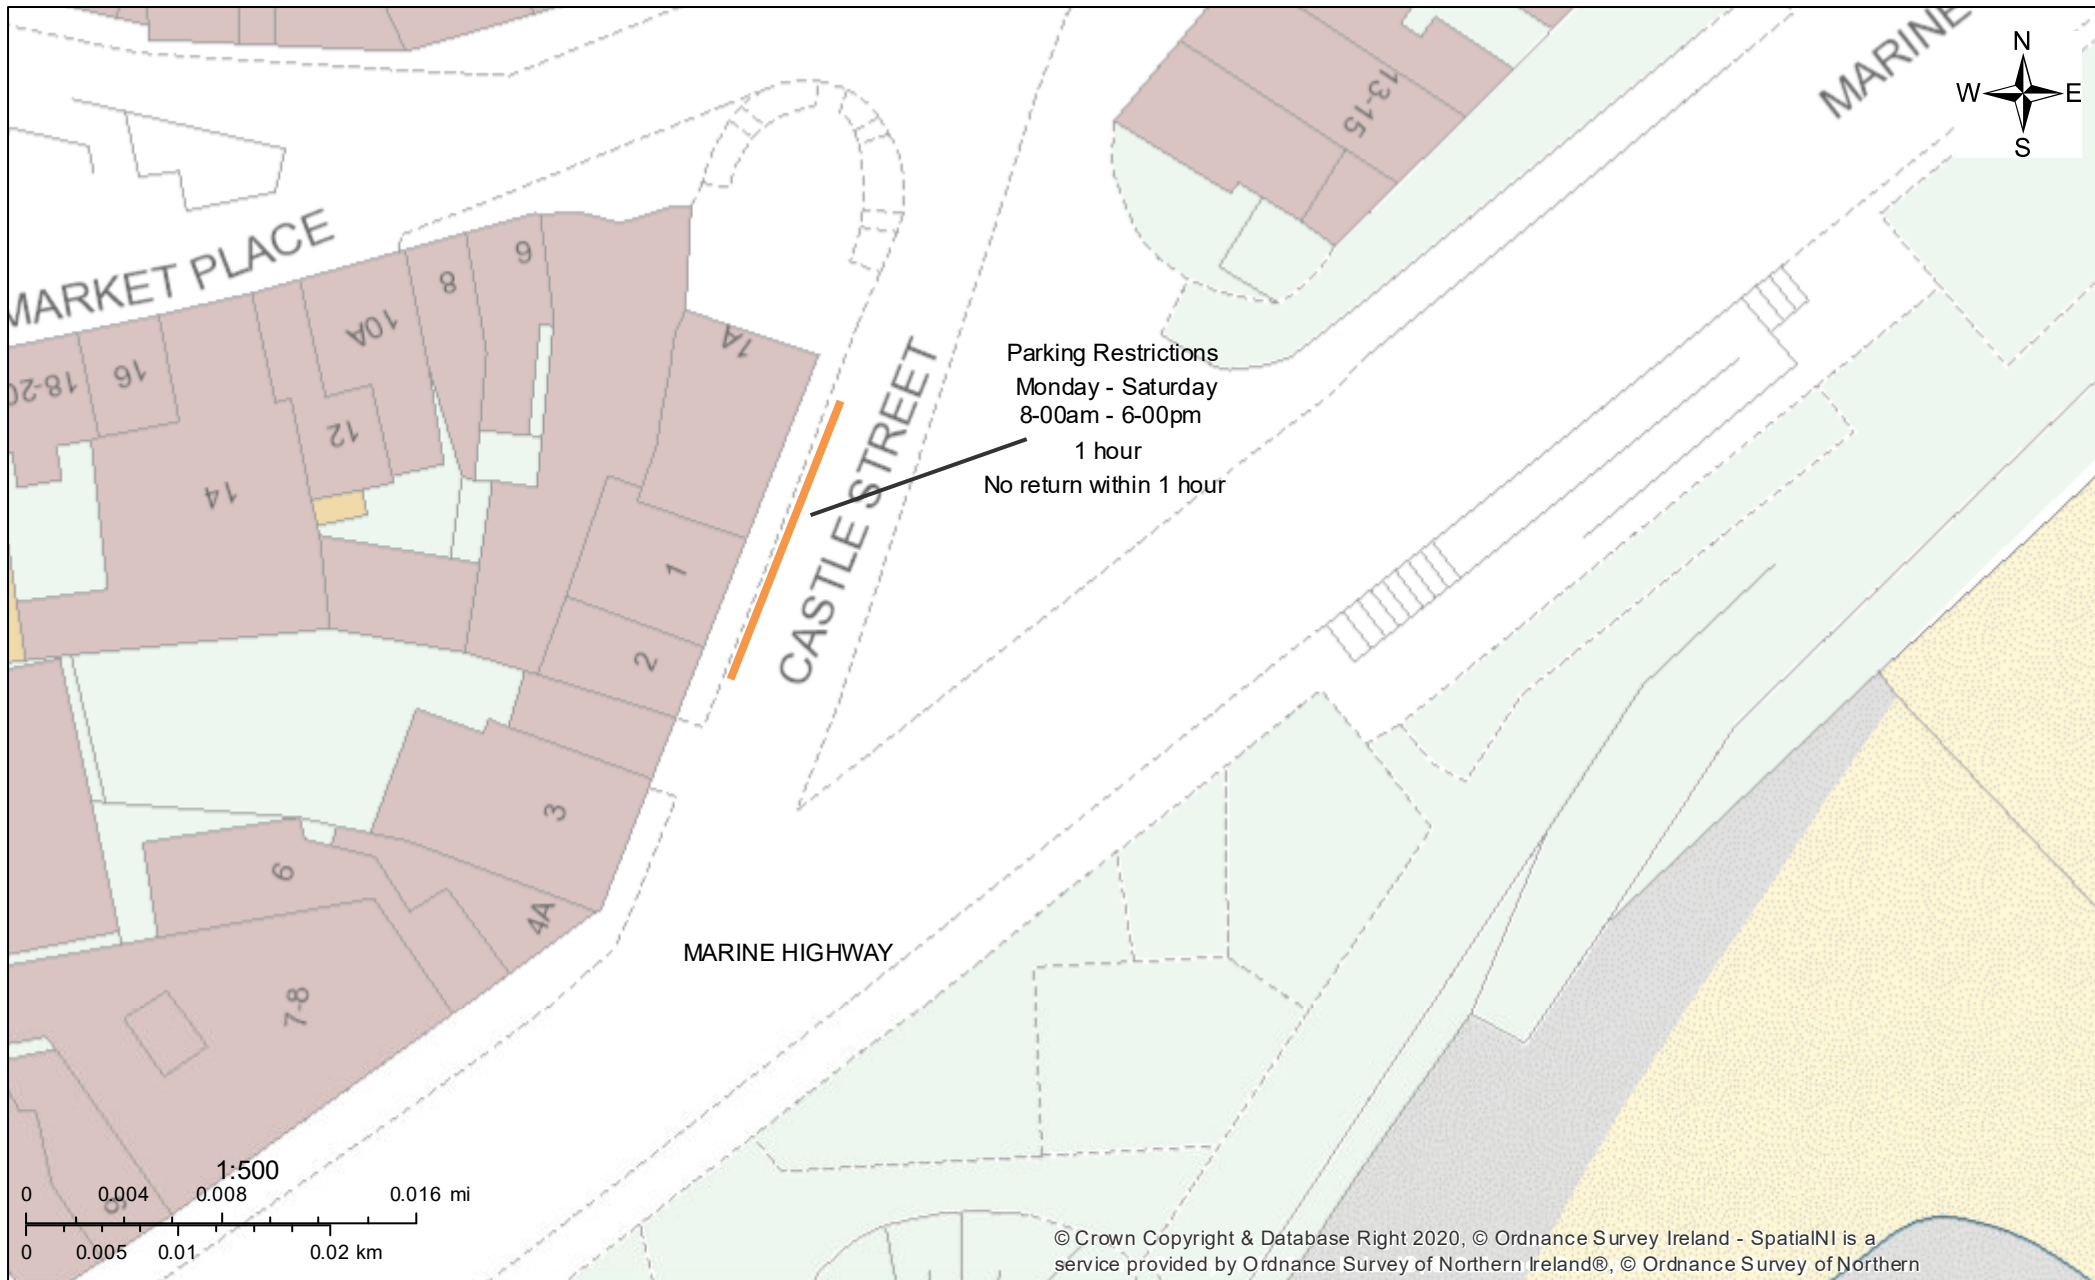 MARINE
N
W E
S
13-15
MARKET PLACE
6
8
10A
1A
16
18-20
12
14
CASTLE STREET
Parking Restrictions
Monday - Saturday
8-00am - 6-00pm
1 hour
No return within 1 hour
1
2
3
6
4A
7-8
9
MARINE HIGHWAY
1:500
0 0.004 0.008 0.016 mi
0 0.005 0.01 0.02 km
© Crown Copyright & Database Right 2020, © Ordnance Survey Ireland - SpatialNI is a
service provided by Ordnance Survey of Northern Ireland®, © Ordnance Survey of Northern